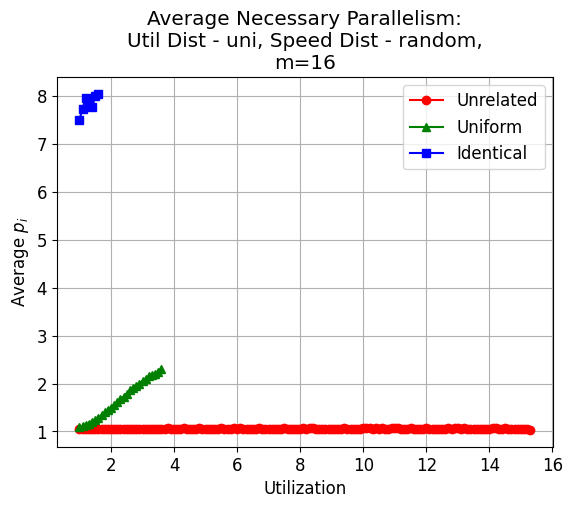 Average Necessary Parallelism:
Util Dist - uni, Speed Dist - random,
m=16
8
7
6
5
4
3
2
1
Average $p_i$
Unrelated
Uniform
Identical
2 4 6 8 10 12 14 16
Utilization